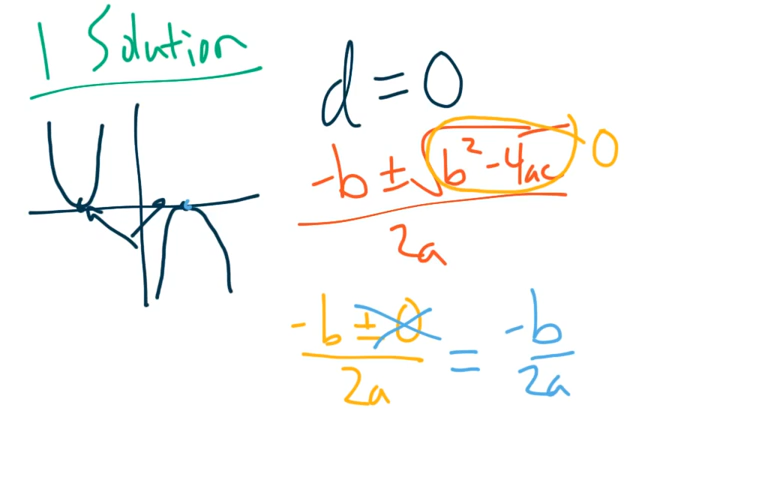 1 Solution
d = 0
-b ± √b² - 4ac → 0
2a
-b ± 0 = -b
2a 2a